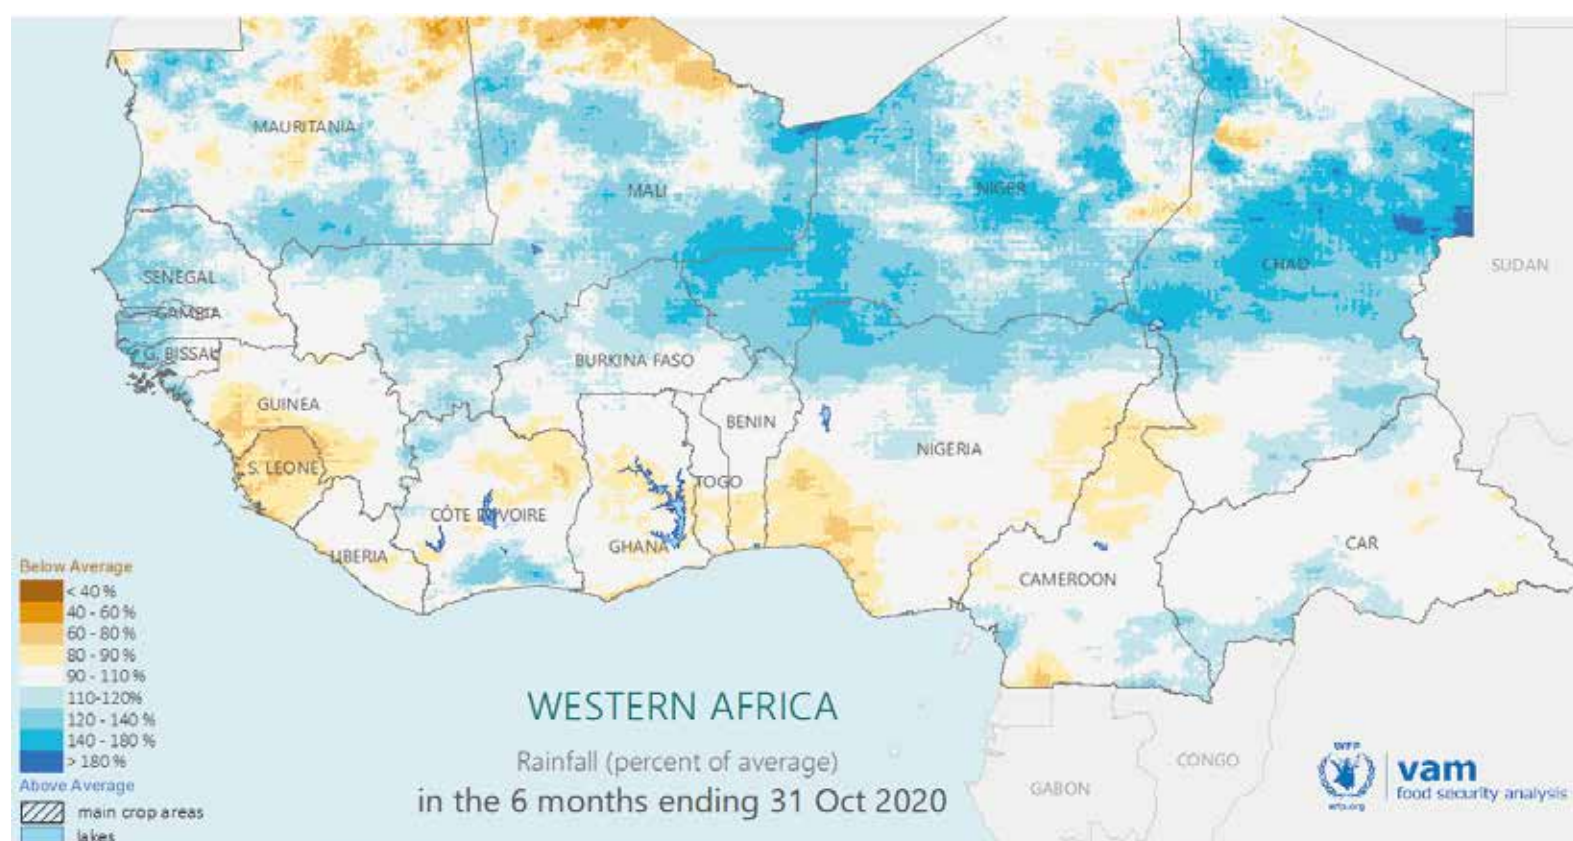 MAURITANIA
MALI
NIGER
CHAD
SUDAN
SENEGAL
GAMBIA
G. BISSAU
BURKINA FASO
GUINEA
BENIN
NIGERIA
S. LEONE
TOGO
CÔTE D'IVOIRE
GHANA
LIBERIA
CAR
CAMEROON
GABON
CONGO
Below Average
< 40 %
40 - 60 %
60 - 80 %
80 - 90 %
90 - 110 %
110-120%
120 - 140 %
140 - 180 %
> 180 %
Above Average
main crop areas
lakes
WESTERN AFRICA
Rainfall (percent of average)
in the 6 months ending 31 Oct 2020
WFP
wfp.org
vam
food security analysis